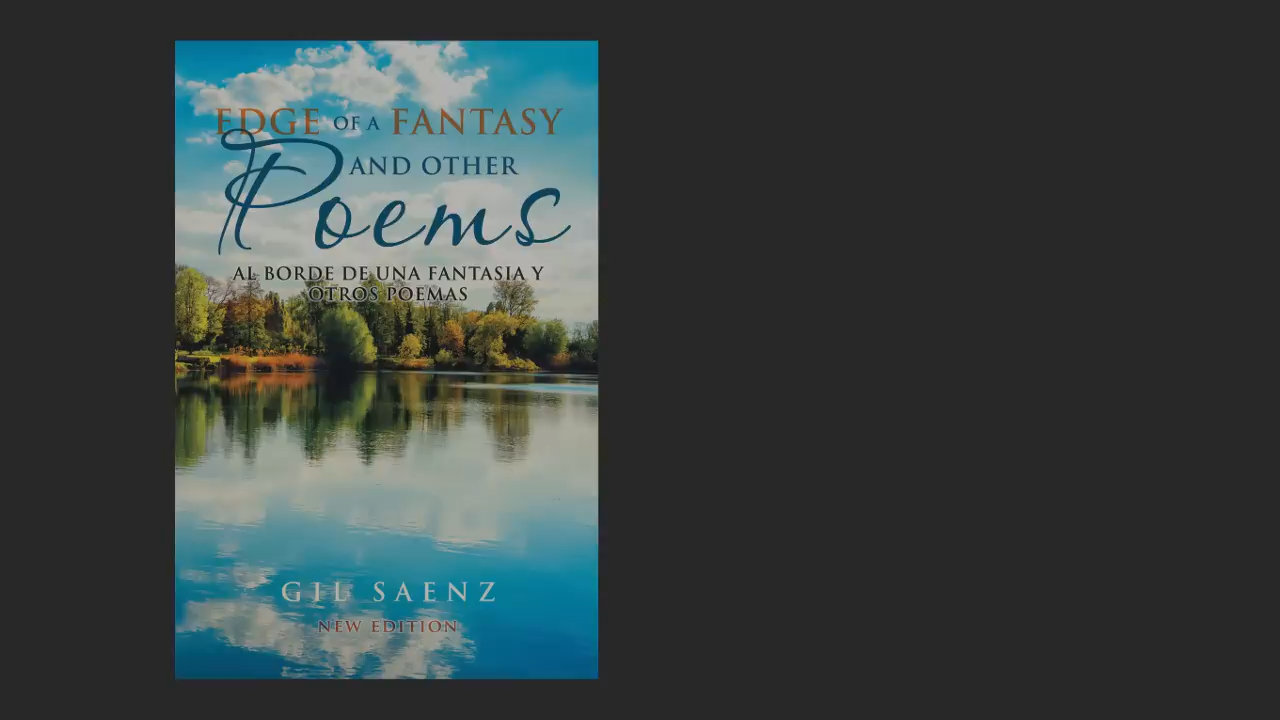 EDGE OF A FANTASY
AND OTHER
Poems
AL BORDE DE UNA FANTASIA Y
OTROS POEMAS
GIL SAENZ
NEW EDITION